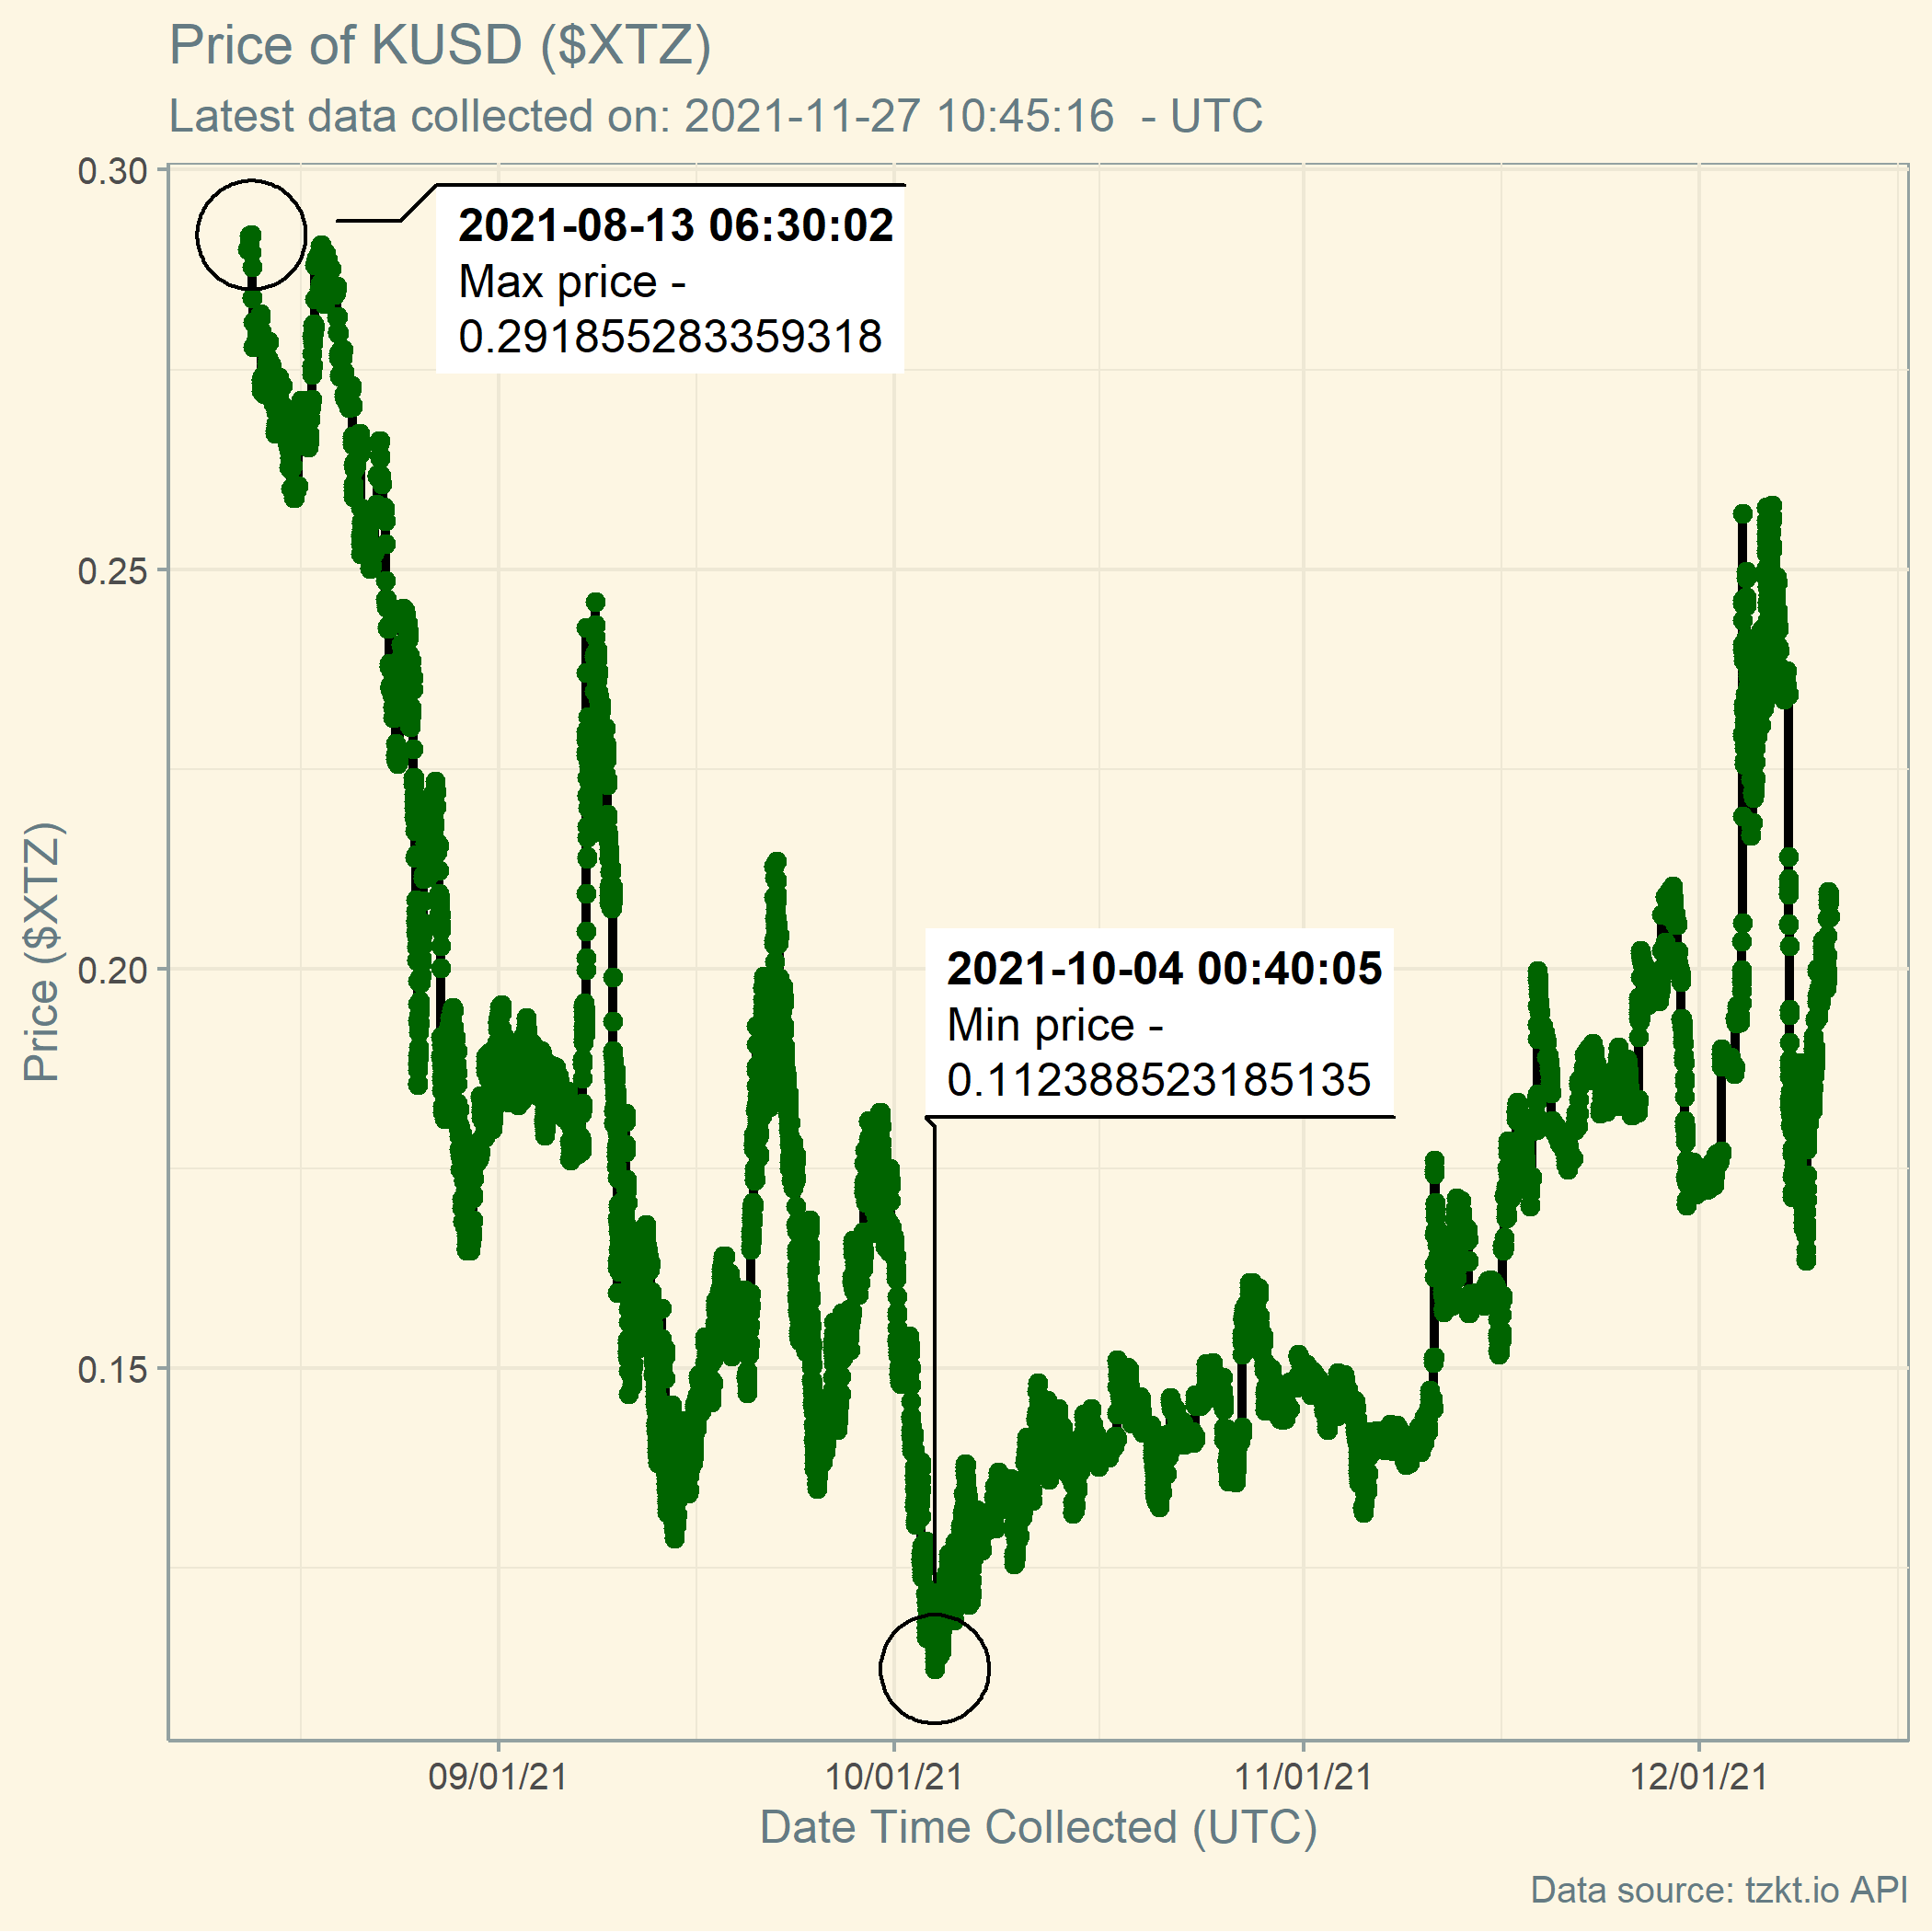 Price of KUSD ($XTZ)
Latest data collected on: 2021-11-27 10:45:16  - UTC
0.30
0.25
0.20
0.15
Price ($XTZ)
2021-08-13 06:30:02
Max price -
0.291855283359318
2021-10-04 00:40:05
Min price -
0.112388523185135
09/01/21
10/01/21
11/01/21
12/01/21
Date Time Collected (UTC)
Data source: tzkt.io API